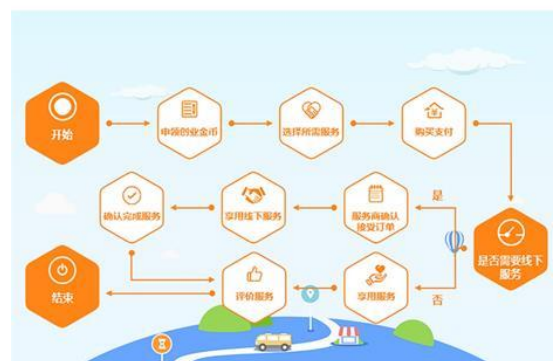 开始
申领创业金币
选择所需服务
购买支付
是否需要线下
服务
是
服务商确认
接受订单
享用线下服务
确认完成服务
否
享用服务
评价服务
结束